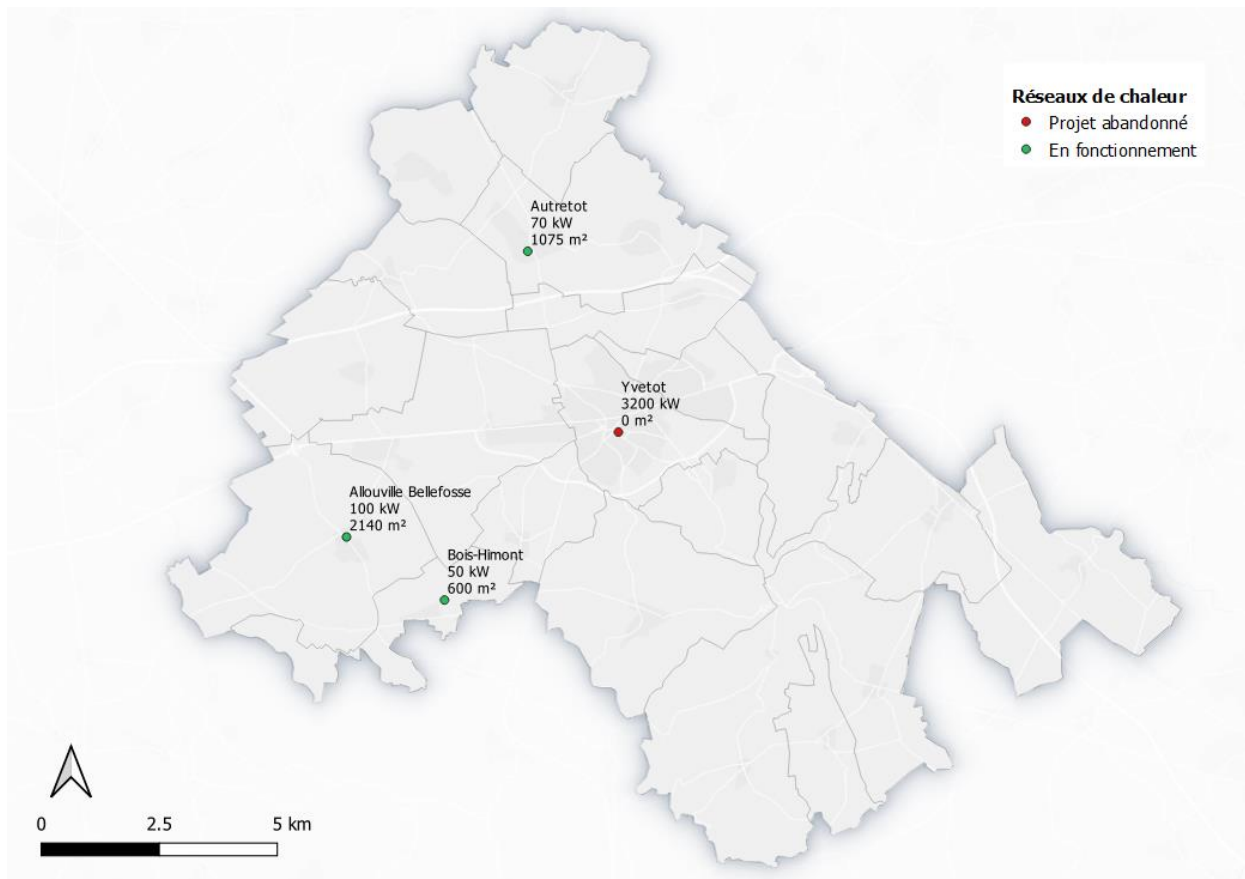 Réseaux de chaleur
Projet abandonné
En fonctionnement
Autretot
70 kW
1075 m²
Yvetot
3200 kW
0 m²
Allouville Bellefosse
100 kW
2140 m²
Bois-Himont
50 kW
600 m²
0 2.5 5 km